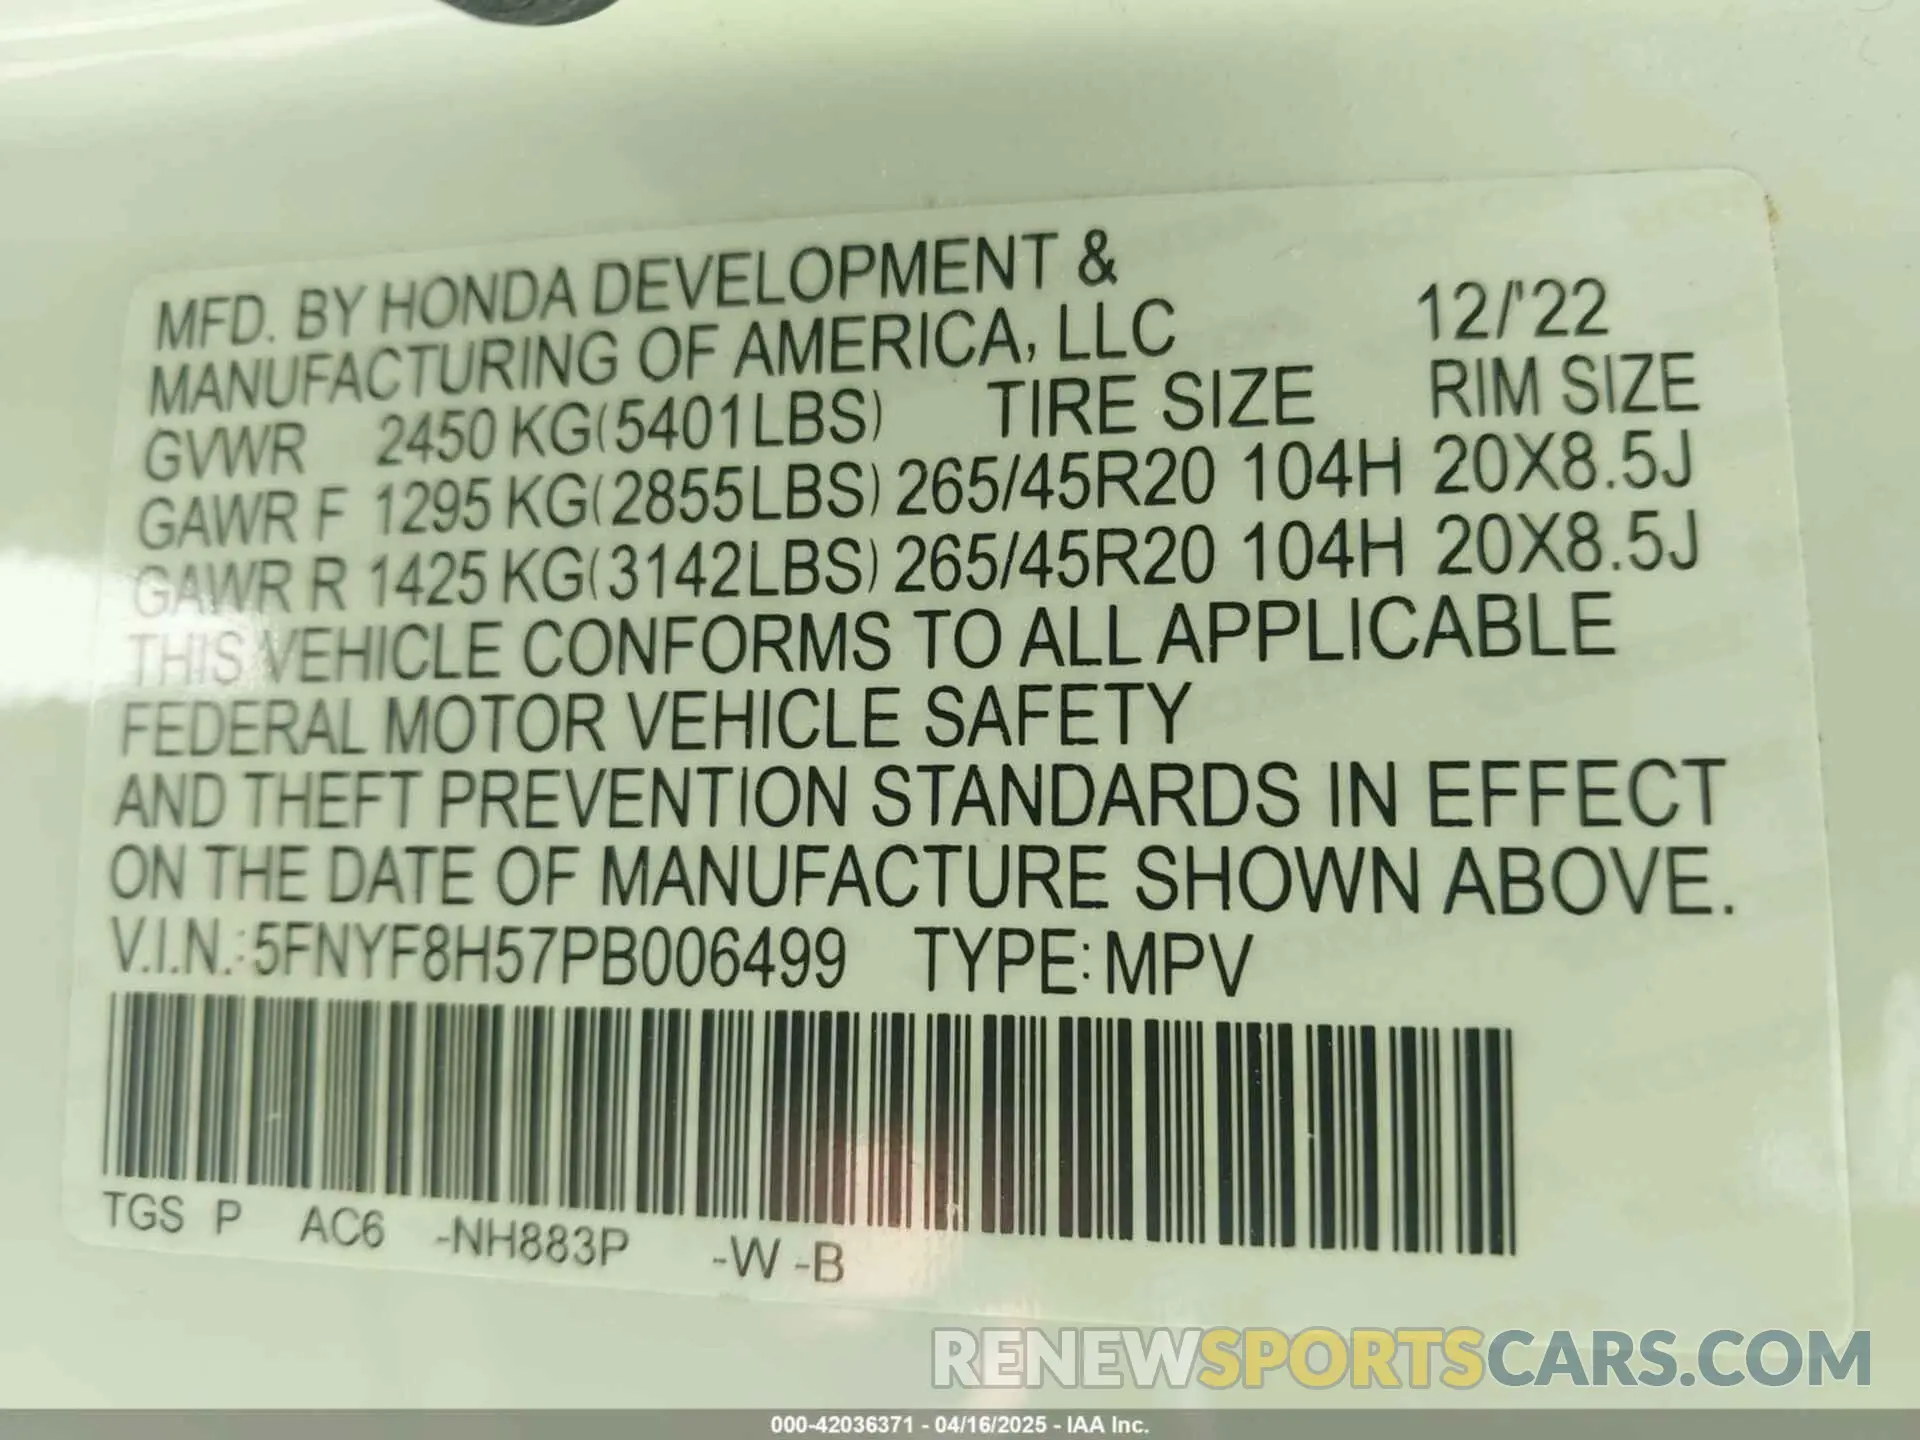 MFD. BY HONDA DEVELOPMENT &
MANUFACTURING OF AMERICA, LLC 12/'22
GVWR 2450 KG(5401LBS) TIRE SIZE RIM SIZE
GAWR F 1295 KG(2855LBS) 265/45R20 104H 20X8.5J
GAWR R 1425 KG(3142LBS) 265/45R20 104H 20X8.5J
THIS VEHICLE CONFORMS TO ALL APPLICABLE
FEDERAL MOTOR VEHICLE SAFETY
AND THEFT PREVENTION STANDARDS IN EFFECT
ON THE DATE OF MANUFACTURE SHOWN ABOVE.
V.I.N.:5FNYF8H57PB006499 TYPE:MPV
TGS P AC6 -NH883P -W -B
RENEWSPORTSCARS.COM
000-42036371 - 04/16/2025 - IAA Inc.